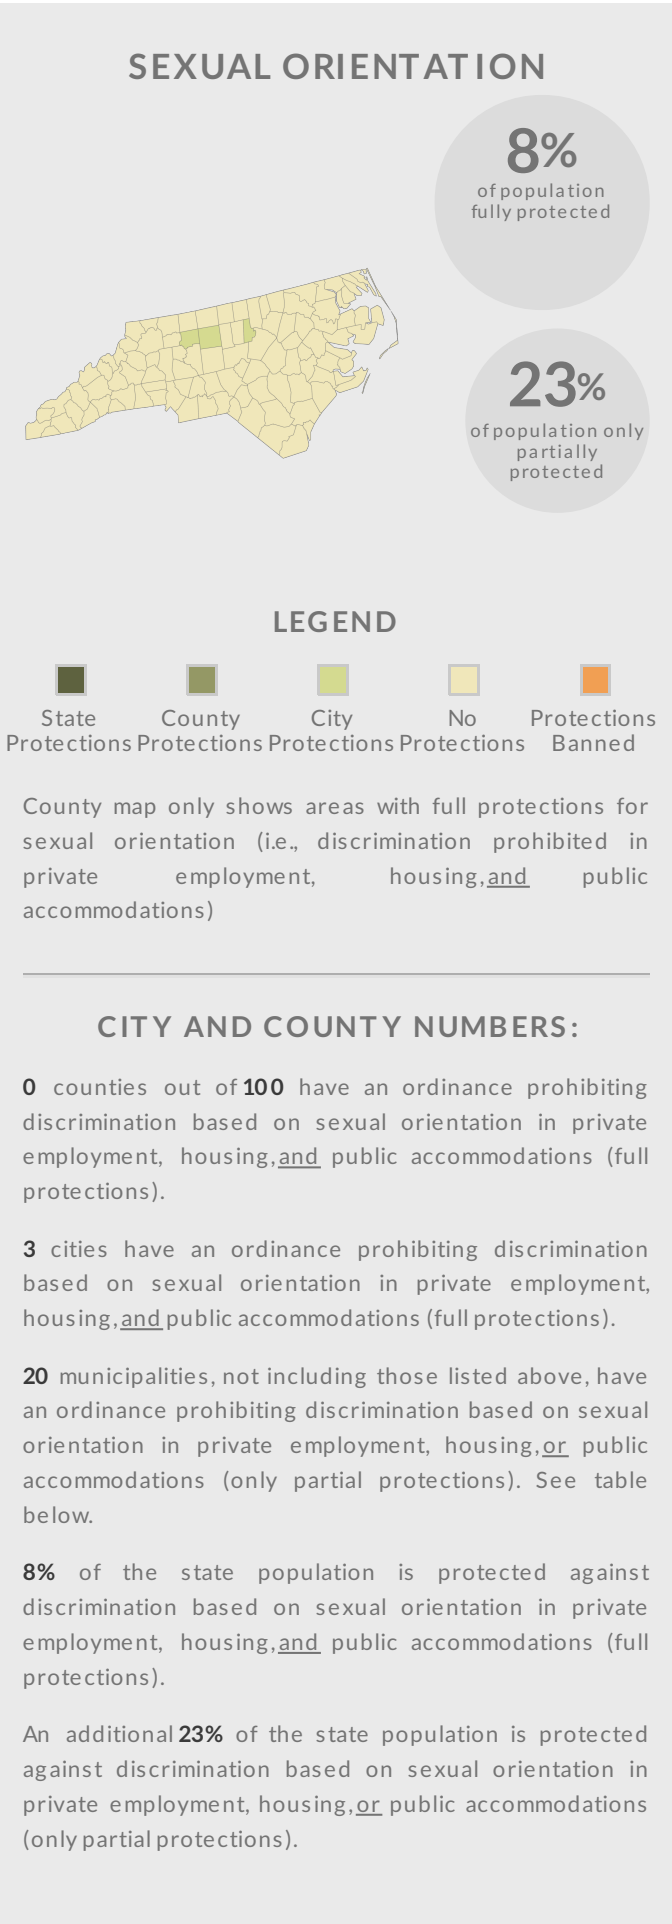 SEXUAL ORIENTATION
8%
of population
fully protected
23%
of population only
partially
protected
LEGEND
State
Protections
County
Protections
City
Protections
No
Protections
Protections
Banned
County map only shows areas with full protections for
sexual orientation (i.e., discrimination prohibited in
private employment, housing, and public
accommodations)
CITY AND COUNTY NUMBERS:
0 counties out of 100 have an ordinance prohibiting
discrimination based on sexual orientation in private
employment, housing, and public accommodations (full
protections).
3 cities have an ordinance prohibiting discrimination
based on sexual orientation in private employment,
housing, and public accommodations (full protections).
20 municipalities, not including those listed above, have
an ordinance prohibiting discrimination based on sexual
orientation in private employment, housing, or public
accommodations (only partial protections). See table
below.
8% of the state population is protected against
discrimination based on sexual orientation in private
employment, housing, and public accommodations (full
protections).
An additional 23% of the state population is protected
against discrimination based on sexual orientation in
private employment, housing, or public accommodations
(only partial protections).